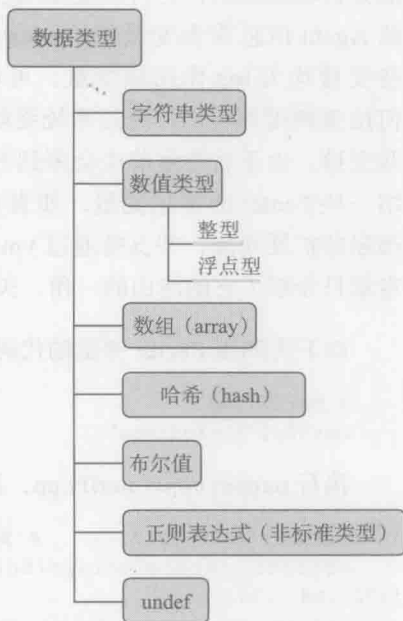 数据类型
字符串类型
数值类型
整型
浮点型
数组（array）
哈希（hash）
布尔值
正则表达式（非标准类型）
undef